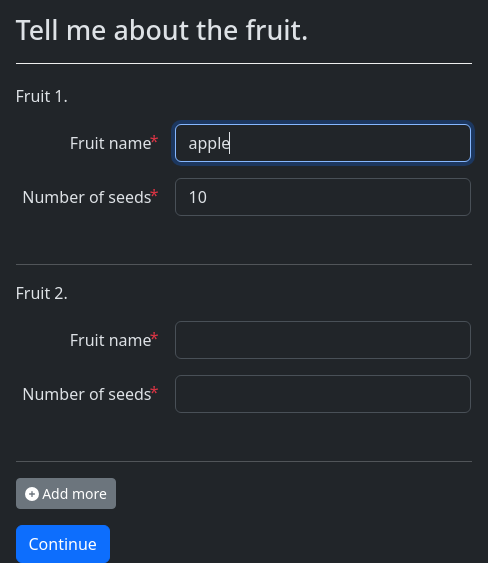 Tell me about the fruit.
Fruit 1.
Fruit name* apple
Number of seeds* 10
Fruit 2.
Fruit name*
Number of seeds*
Add more
Continue